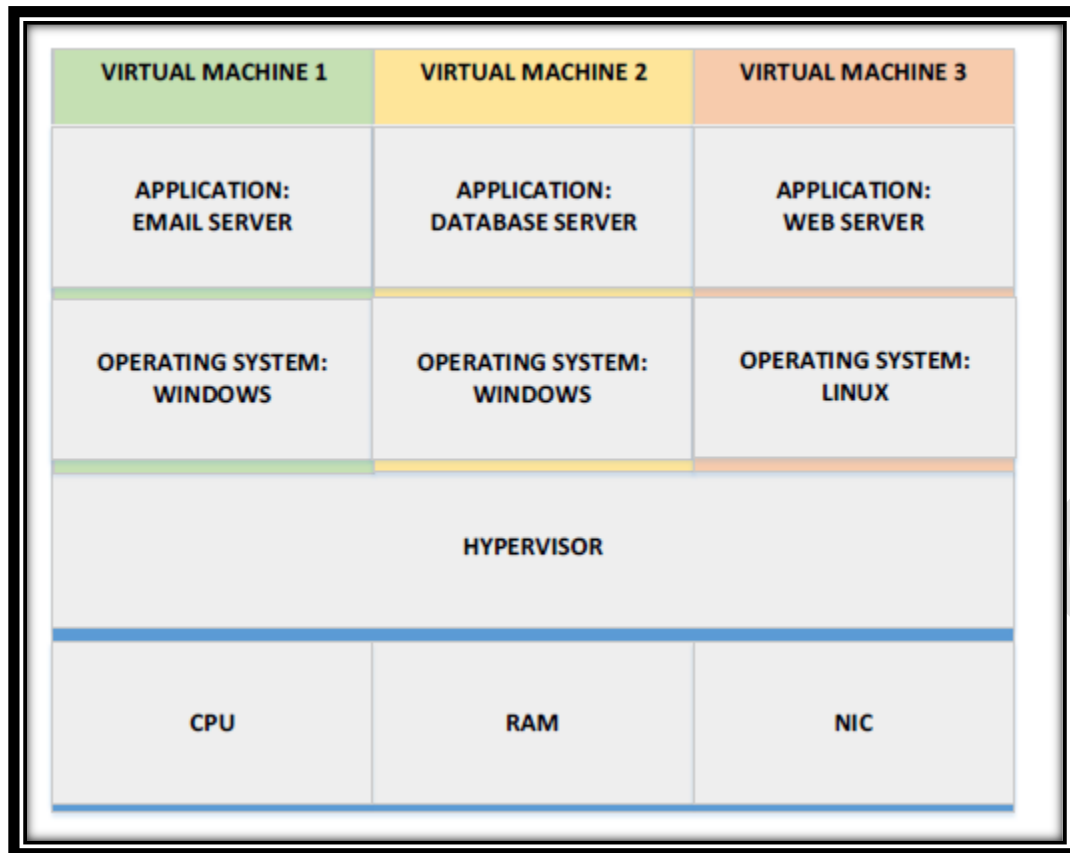 VIRTUAL MACHINE 1
VIRTUAL MACHINE 2
VIRTUAL MACHINE 3
APPLICATION:
EMAIL SERVER
APPLICATION:
DATABASE SERVER
APPLICATION:
WEB SERVER
OPERATING SYSTEM:
WINDOWS
OPERATING SYSTEM:
WINDOWS
OPERATING SYSTEM:
LINUX
HYPERVISOR
CPU
RAM
NIC